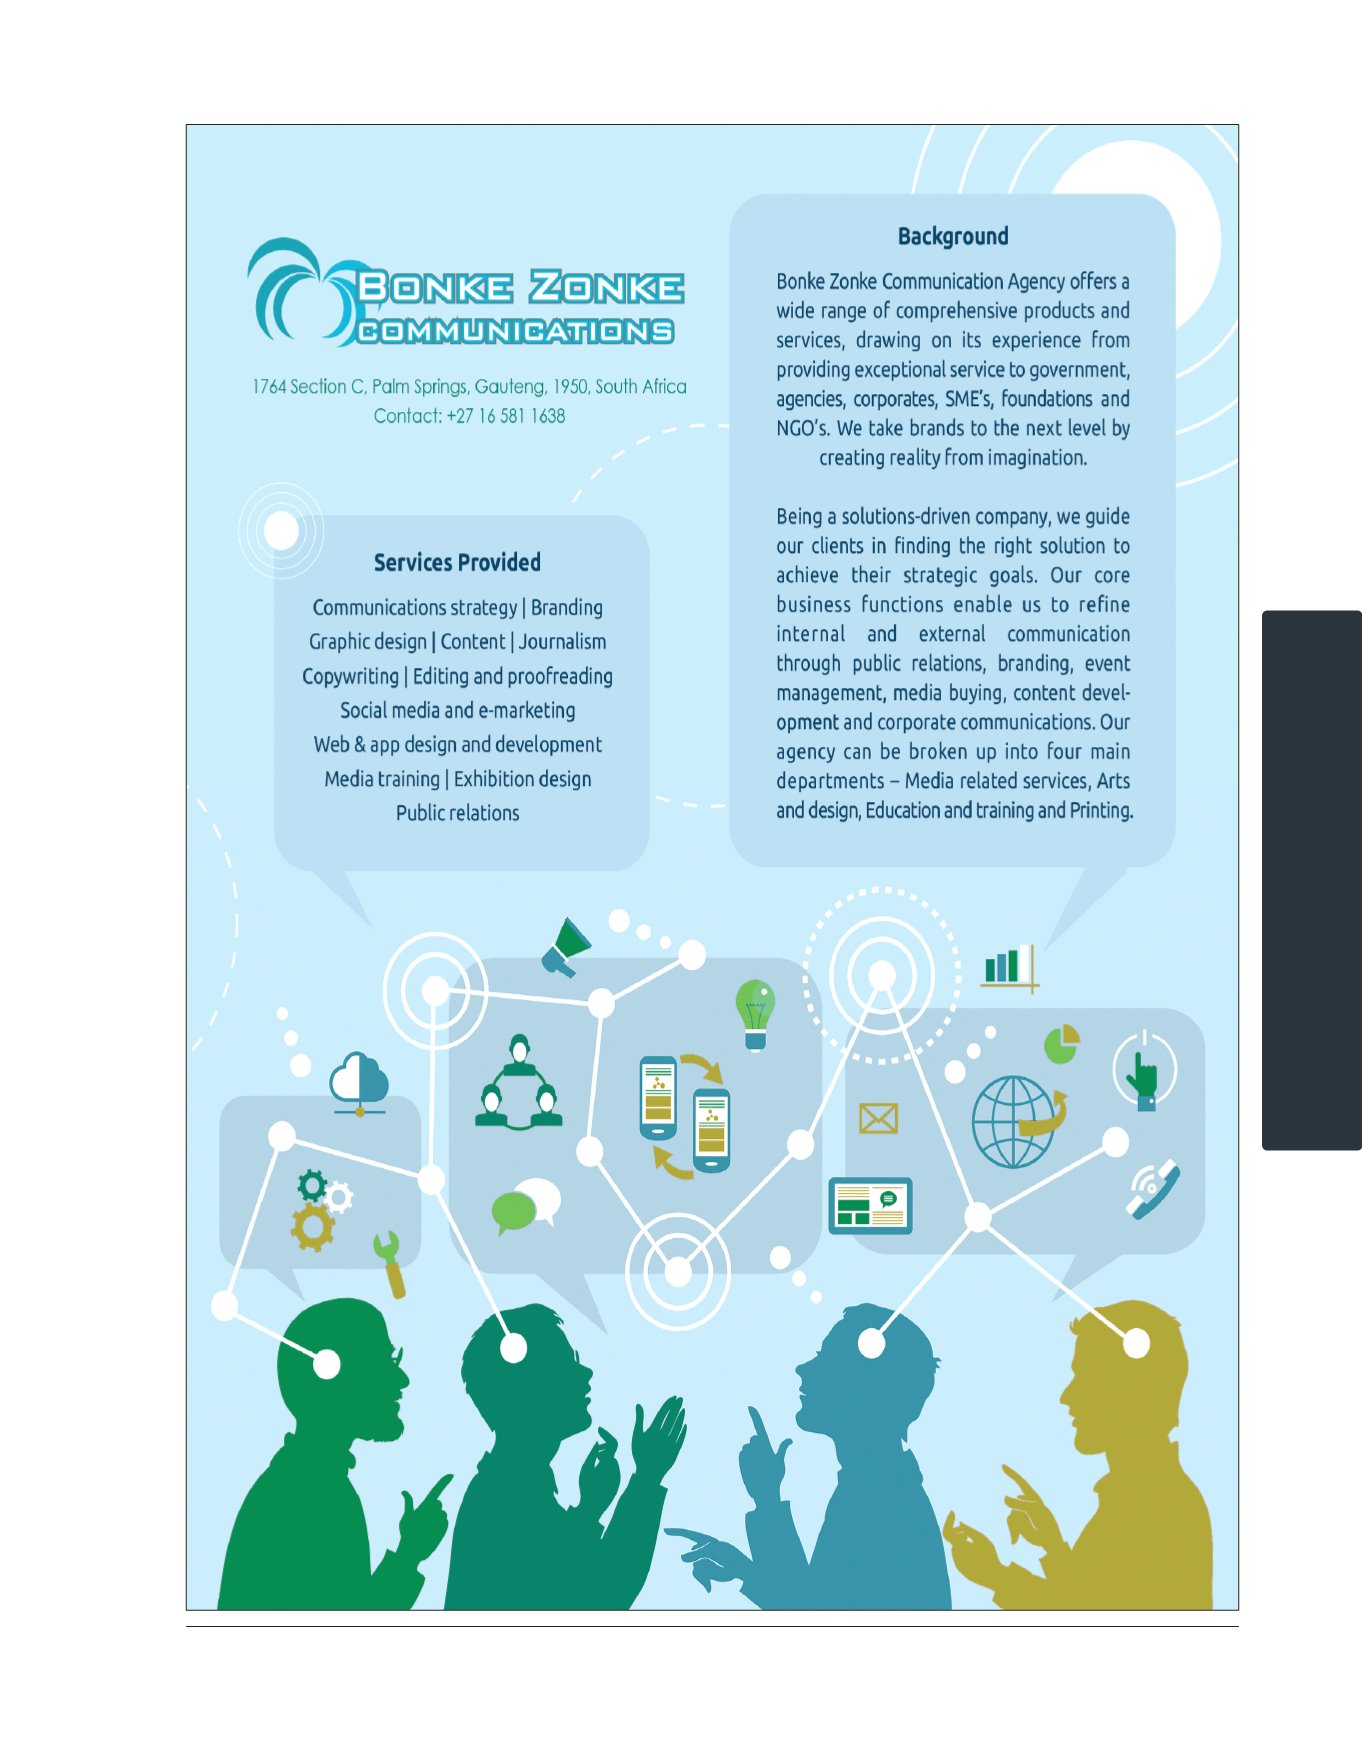 BONKE ZONKE
COMMUNICATIONS
1764 Section C, Palm Springs, Gauteng, 1950, South Africa
Contact: +27 16 581 1638
Services Provided
Communications strategy | Branding
Graphic design | Content | Journalism
Copywriting | Editing and proofreading
Social media and e-marketing
Web & app design and development
Media training | Exhibition design
Public relations
Background
Bonke Zonke Communication Agency offers a
wide range of comprehensive products and
services, drawing on its experience from
providing exceptional service to government,
agencies, corporates, SME's, foundations and
NGO's. We take brands to the next level by
creating reality from imagination.
Being a solutions-driven company, we guide
our clients in finding the right solution to
achieve their strategic goals. Our core
business functions enable us to refine
internal and external communication
through public relations, branding, event
management, media buying, content devel-
opment and corporate communications. Our
agency can be broken up into four main
departments – Media related services, Arts
and design, Education and training and Printing.